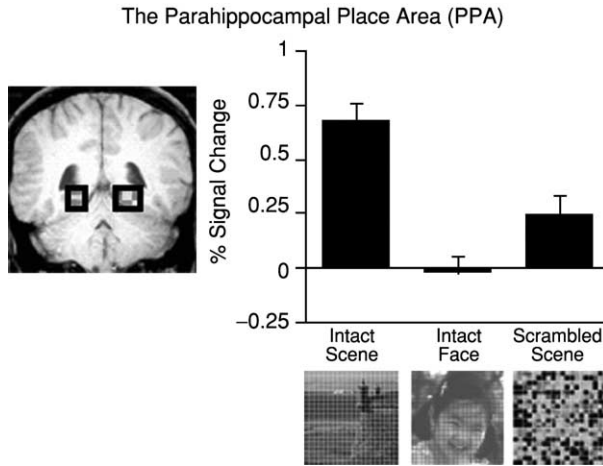 The Parahippocampal Place Area (PPA)
% Signal Change
1
0.75
0.5
0.25
0
−0.25
Intact
Scene
Intact
Face
Scrambled
Scene